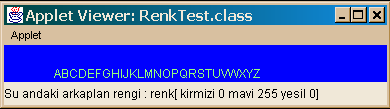 Applet Viewer: RenkTest.class
Applet
ABCDEFGHIJKLMNOPQRSTUVWXYZ
Su andaki arkaplan rengi : renk[ kirmizi 0 mavi 255 yesil 0]